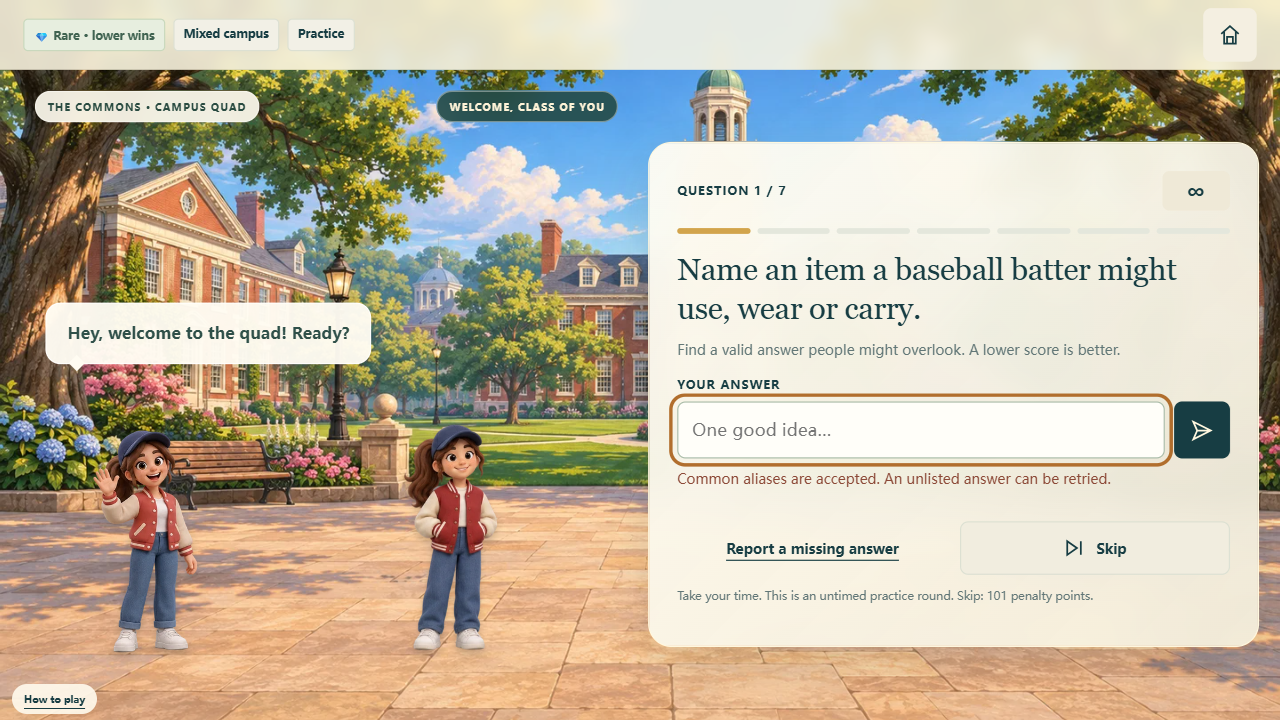 Rare • lower wins
Mixed campus
Practice
THE COMMONS • CAMPUS QUAD
WELCOME, CLASS OF YOU
Hey, welcome to the quad! Ready?
QUESTION 1 / 7
∞
Name an item a baseball batter might
use, wear or carry.
Find a valid answer people might overlook. A lower score is better.
YOUR ANSWER
One good idea...
Common aliases are accepted. An unlisted answer can be retried.
Report a missing answer
Skip
Take your time. This is an untimed practice round. Skip: 101 penalty points.
How to play